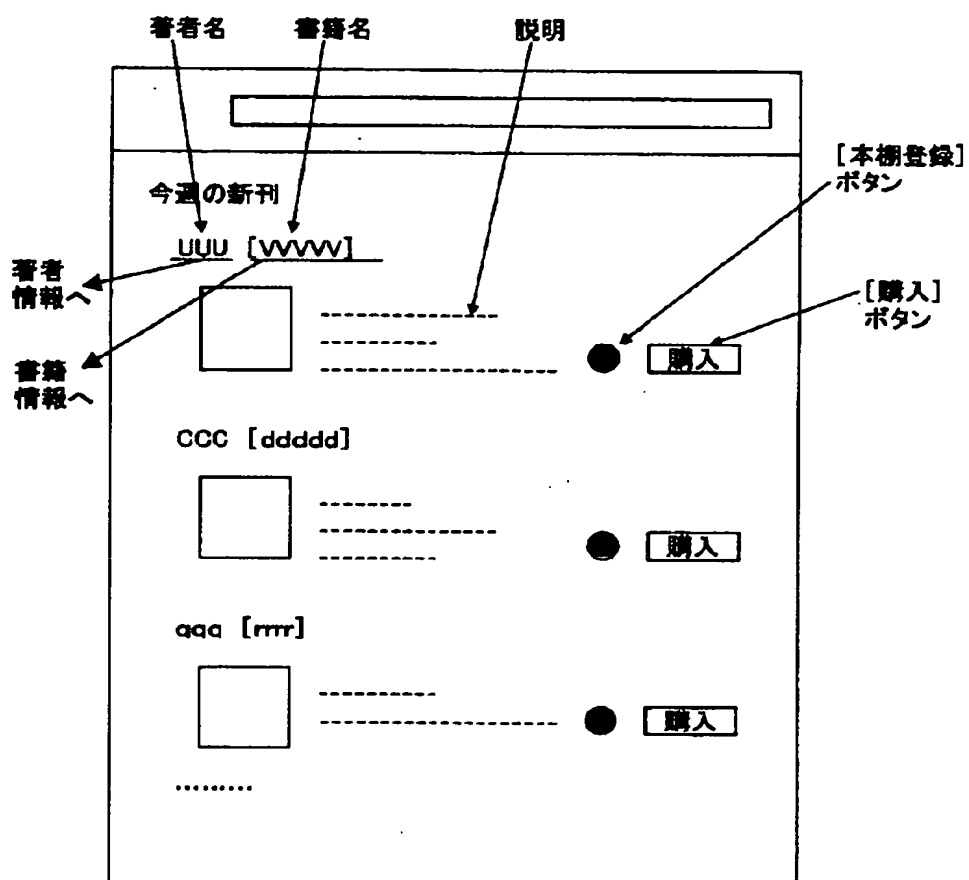 著者名 書籍名 説明
[本棚登録]
ボタン
今週の新刊
UUU [VVVVV]
著者
情報へ
[購入]
ボタン
購入
書籍
情報へ
CCC [ddddd]
購入
qqq [rrrr]
購入